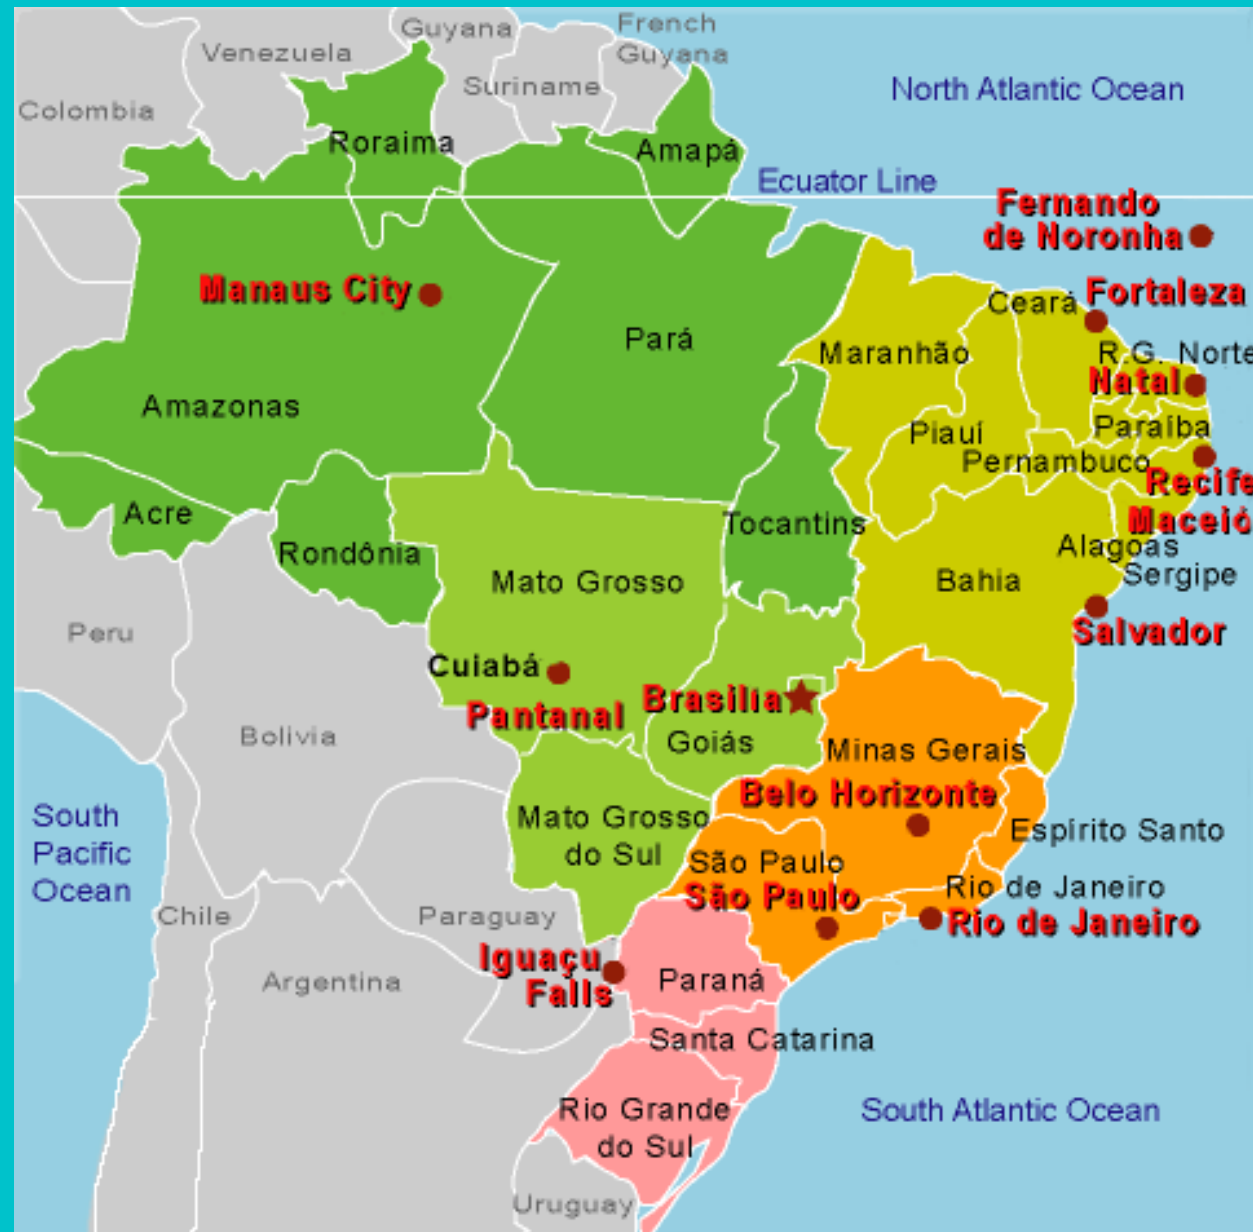 Guyana
French
Guyana
Venezuela
Suriname
Colombia
North Atlantic Ocean
Roraima
Amapá
Ecuator Line
Fernando
de Noronha
Manaus City
Fortaleza
Ceará
Pará
Maranhão
R.G. Norte
Natal
Amazonas
Piauí
Paraíba
Pernambuco
Recife
Acre
Tocantins
Maceió
Rondônia
Alagoas
Mato Grosso
Bahia
Sergipe
Peru
Salvador
Cuiabá
Pantanal
Brasilia
Bolivia
Goiás
Minas Gerais
Belo Horizonte
South
Pacific
Ocean
Mato Grosso
do Sul
Espírito Santo
São Paulo
São Paulo
Rio de Janeiro
Rio de Janeiro
Chile
Paraguay
Iguaçu
Falls
Argentina
Paraná
Santa Catarina
Rio Grande
do Sul
South Atlantic Ocean
Uruguay